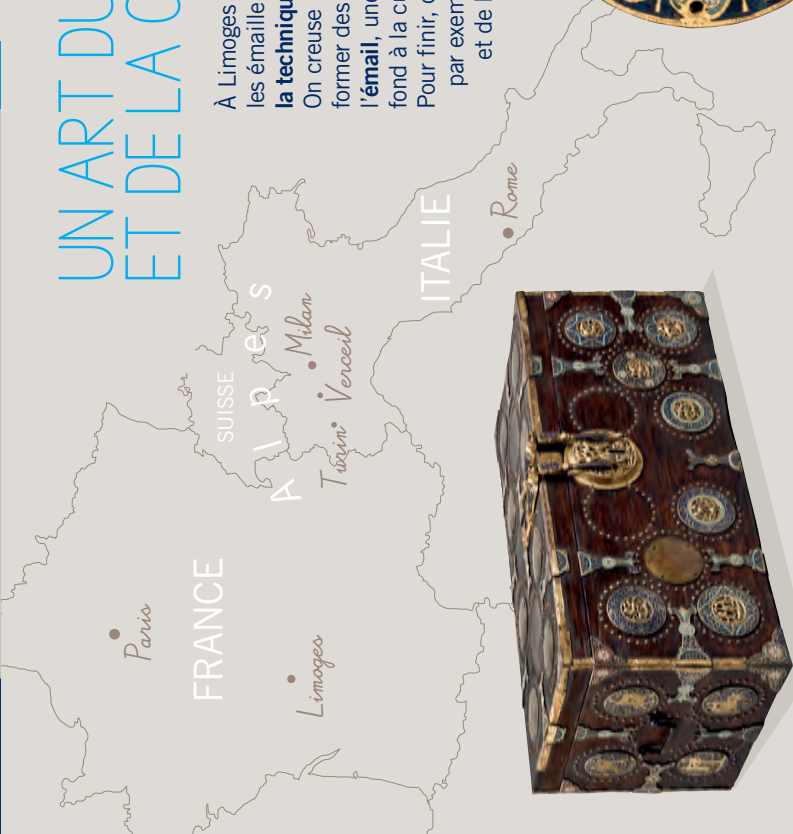 UN ART DU
ET DE LA
À Limoges
les émaille
la techniqu
On creuse
former des
l'émail, une
fond à la cu
Pour finir,
par exem
et de
FRANCE
Paris
Limoges
SUISSE
Alpes
Turin
Verceil
Milan
ITALIE
Rome